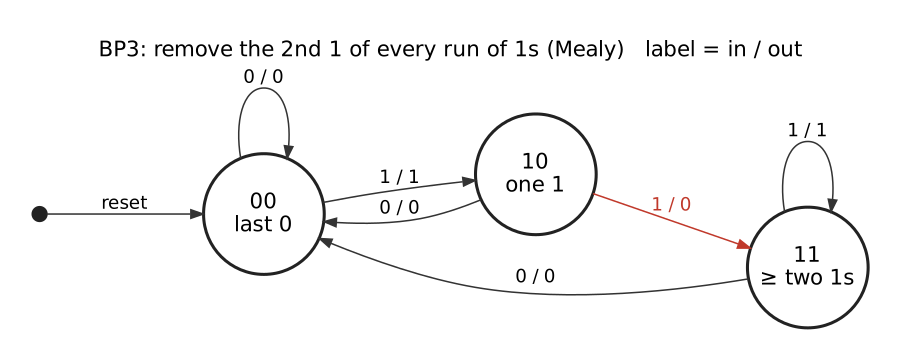 BP3: remove the 2nd 1 of every run of 1s (Mealy)   label = in / out
0 / 0
1 / 1
reset
00
last 0
1 / 1
0 / 0
10
one 1
1 / 0
0 / 0
11
≥ two 1s